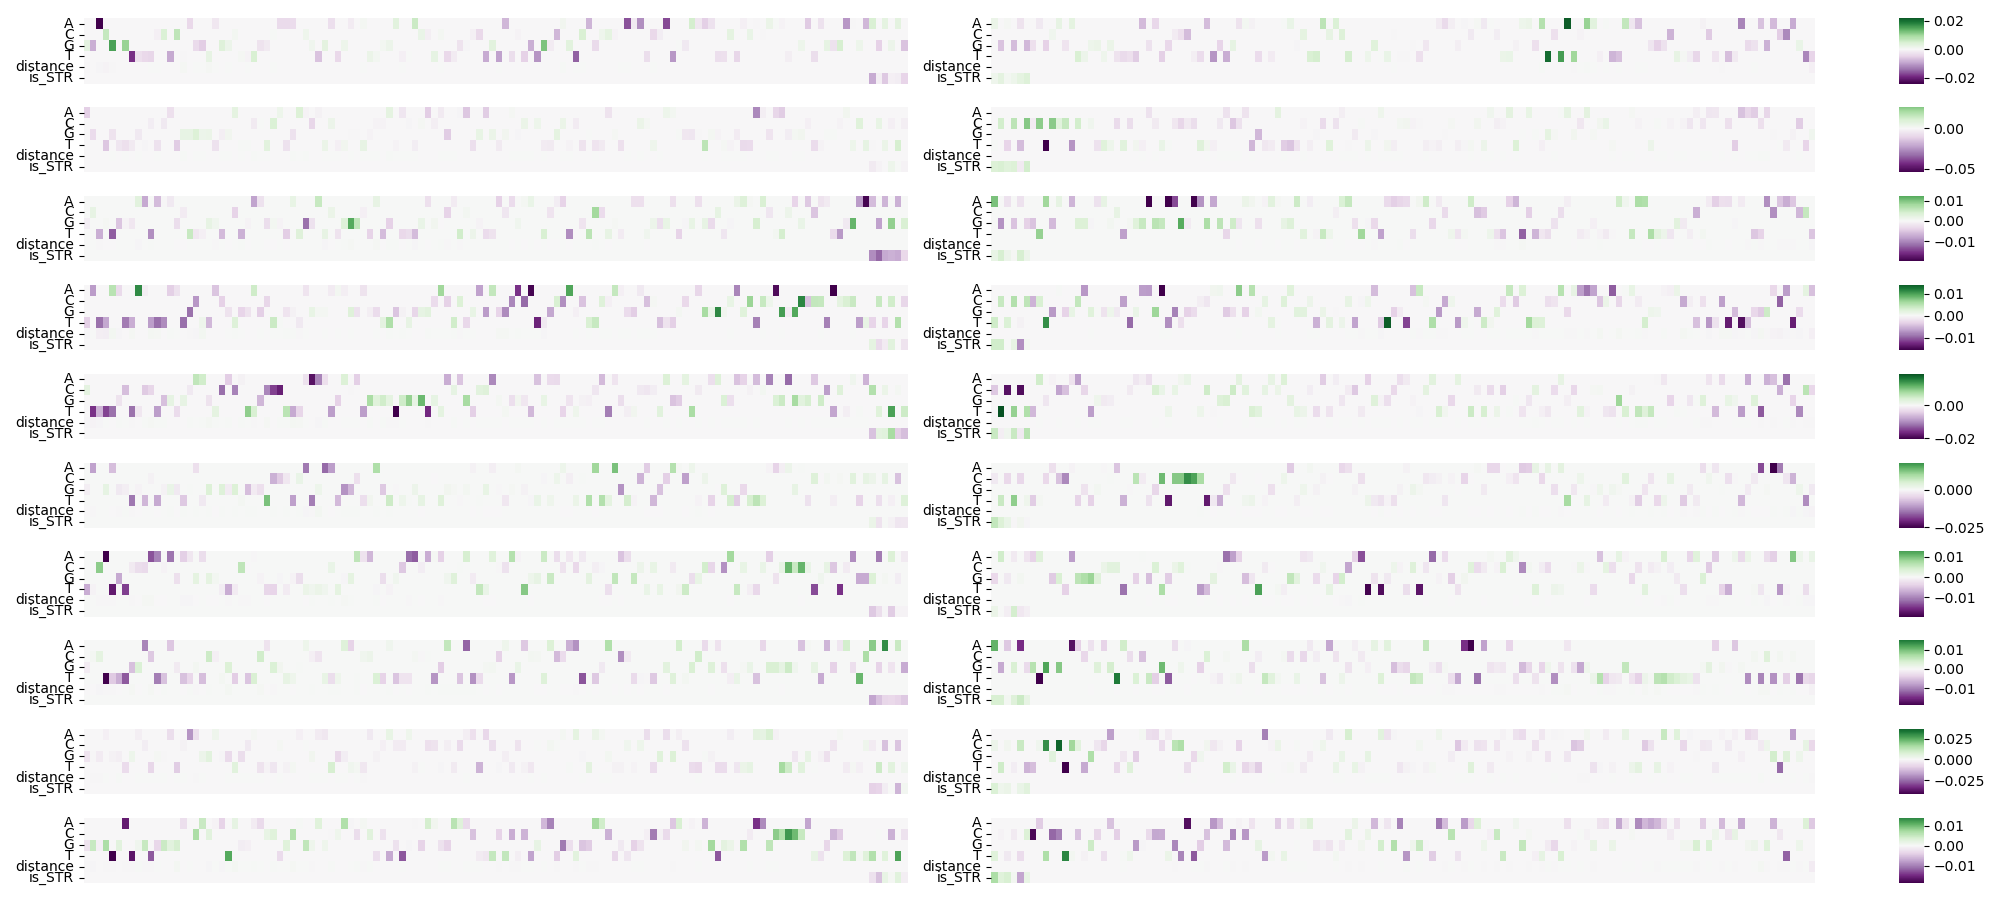 A A 0.02
C C
G G 0.00
T T
distance distance
is_STR is_STR −0.02
A A
C C 0.00
G G
T T
distance distance
is_STR is_STR −0.05
A A 0.01
C C
G G 0.00
T T
distance distance −0.01
is_STR is_STR
A A 0.01
C C
G G 0.00
T T
distance distance −0.01
is_STR is_STR
A A
C C
G G 0.00
T T
distance distance
is_STR is_STR −0.02
A A
C C
G G 0.000
T T
distance distance
is_STR is_STR −0.025
A A 0.01
C C
G G 0.00
T T
distance distance −0.01
is_STR is_STR
A A 0.01
C C
G G 0.00
T T
distance distance −0.01
is_STR is_STR
A A 0.025
C C
G G 0.000
T T
distance distance −0.025
is_STR is_STR
A A 0.01
C C
G G 0.00
T T
distance distance −0.01
is_STR is_STR